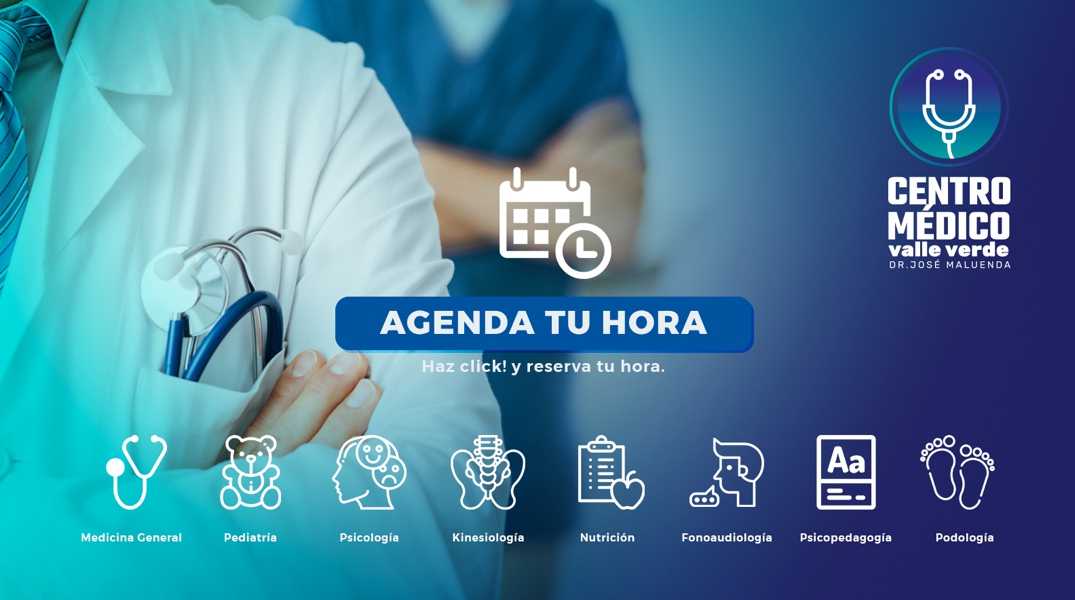 CENTRO
MÉDICO
valle verde
DR.JOSÉ MALUENDA
AGENDA TU HORA
Haz click! y reserva tu hora.
Aa
Medicina General
Pediatría
Psicología
Kinesiología
Nutrición
Fonoaudiología
Psicopedagogía
Podología